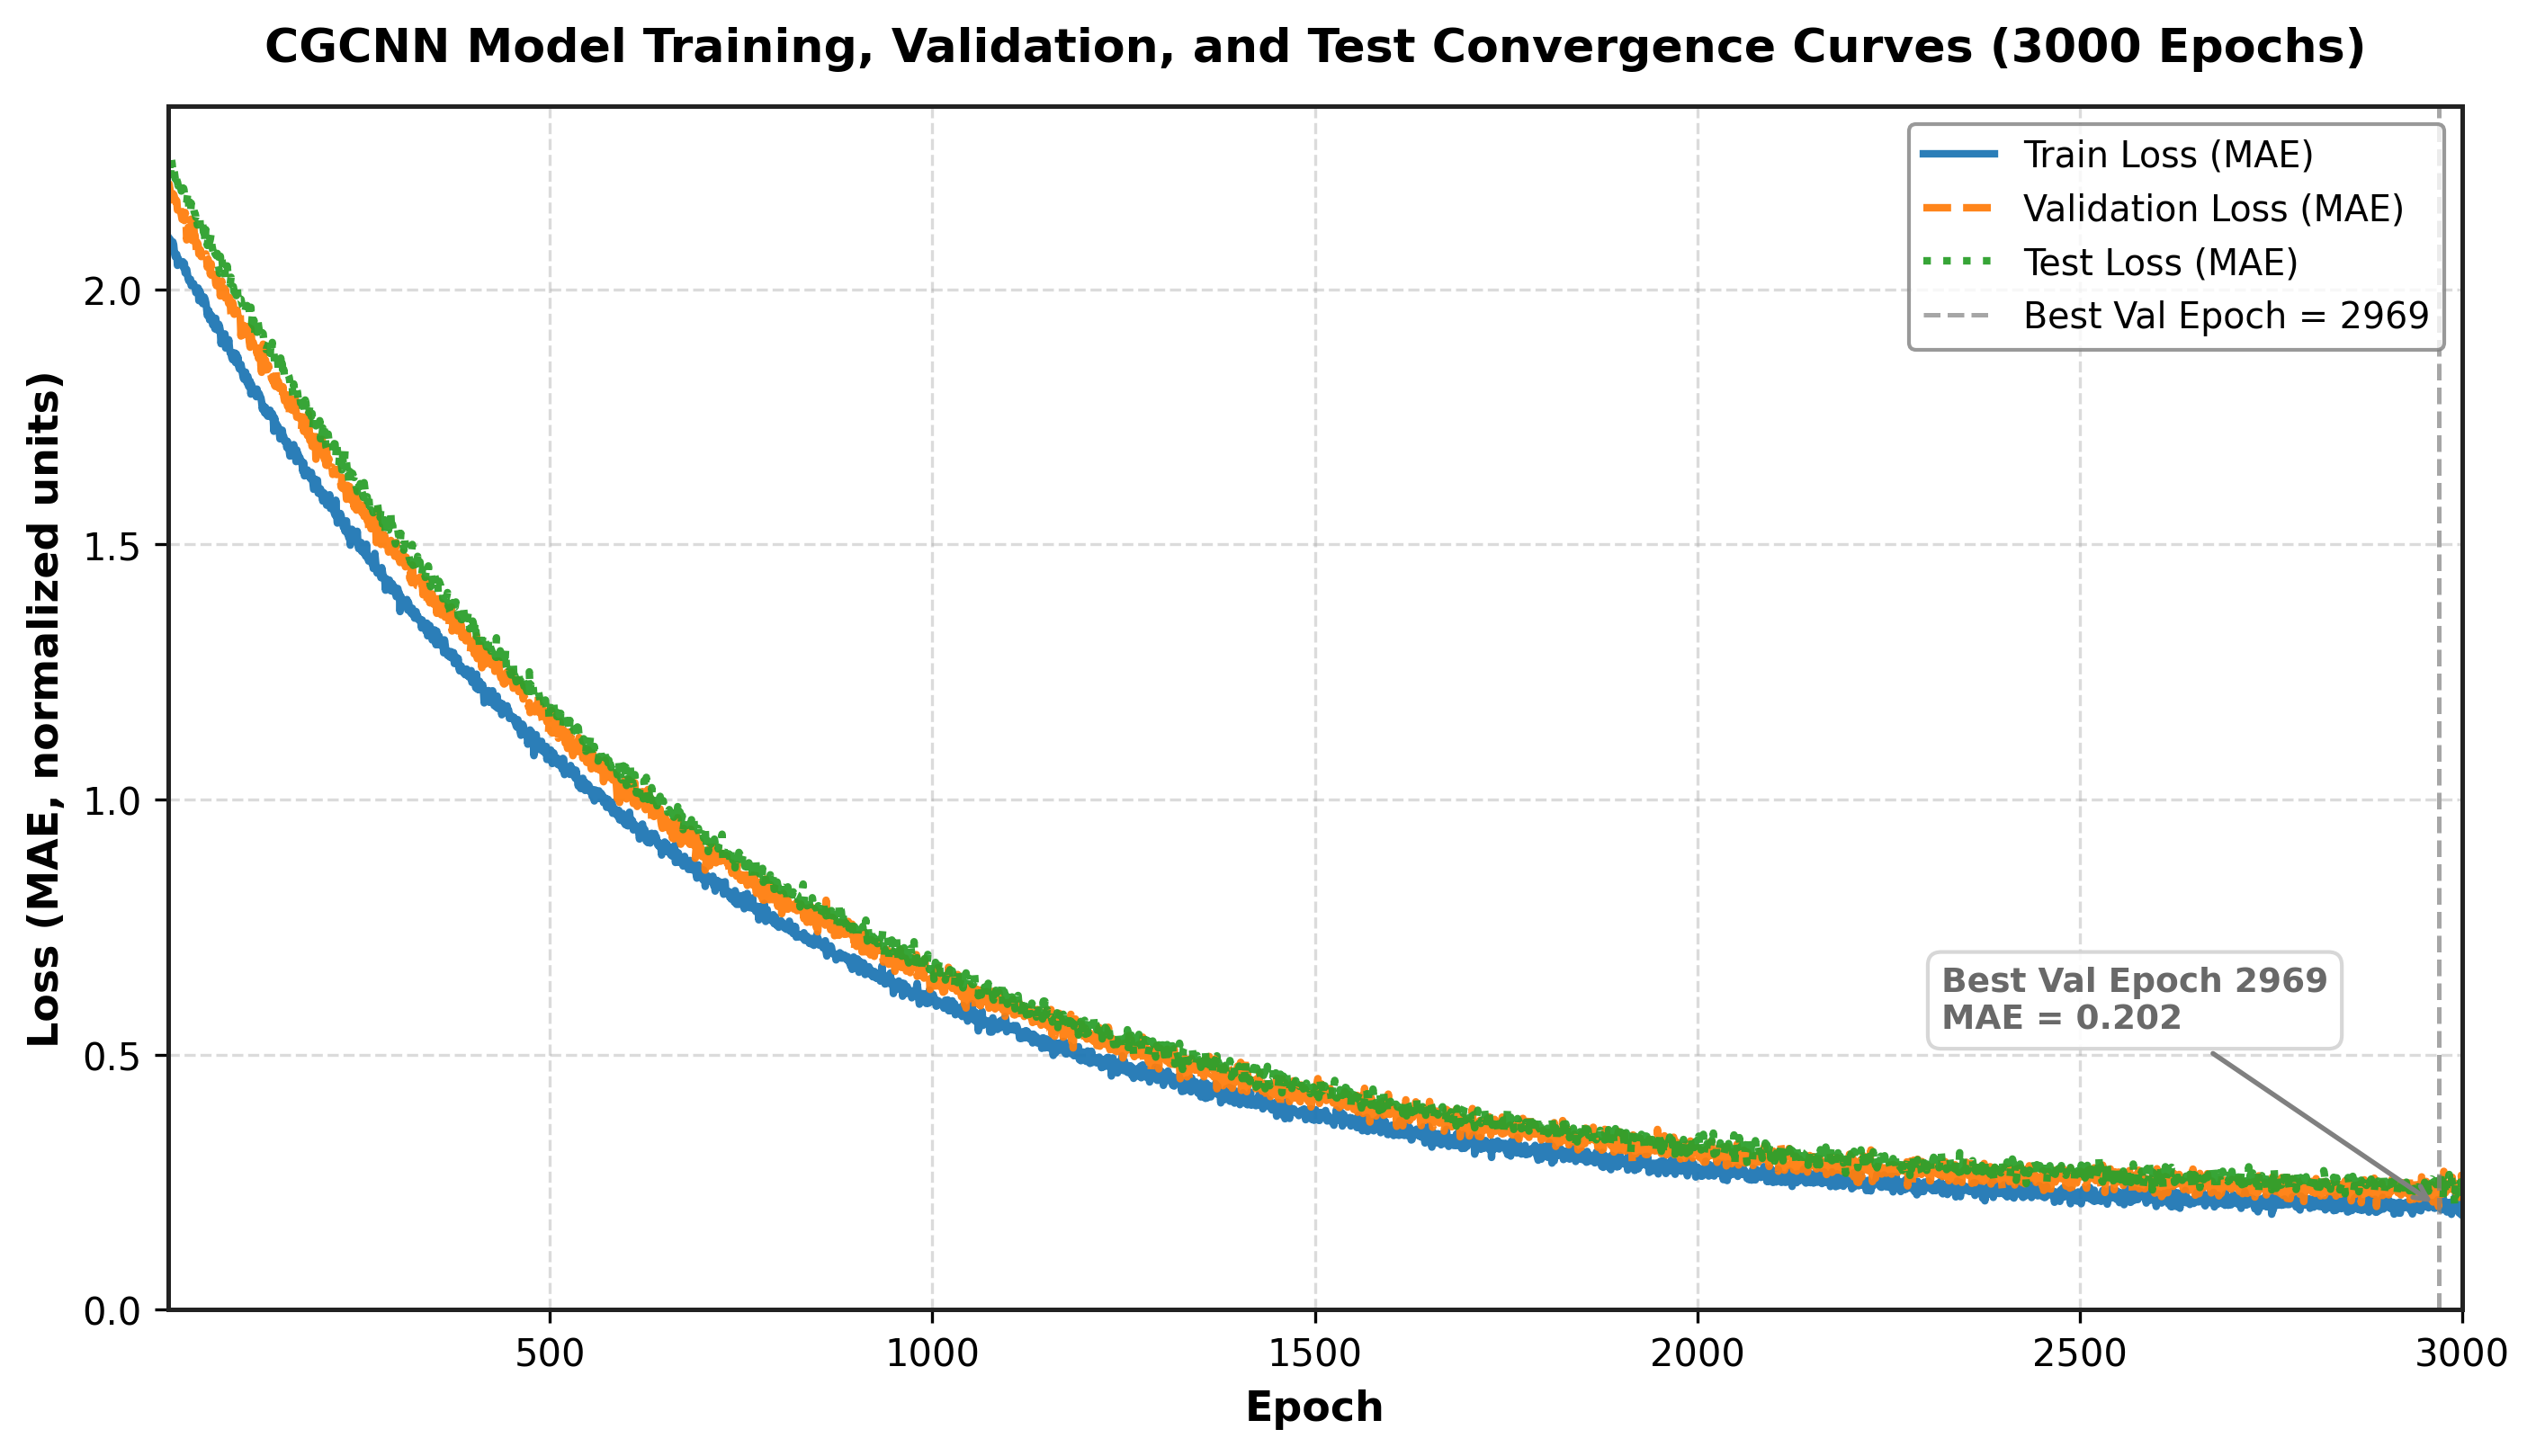 CGCNN Model Training, Validation, and Test Convergence Curves (3000 Epochs)
Train Loss (MAE)
Validation Loss (MAE)
Test Loss (MAE)
Best Val Epoch = 2969
Loss (MAE, normalized units)
2.0
1.5
1.0
0.5
0.0
Best Val Epoch 2969
MAE = 0.202
500
1000
1500
2000
2500
3000
Epoch